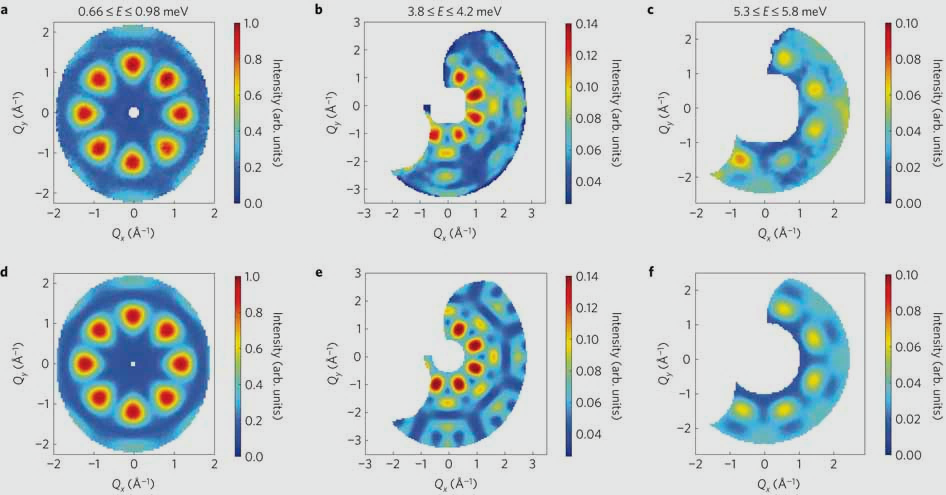 a 0.66 ≤ E ≤ 0.98 meV
2
1
0
−1
−2
Qy (Å⁻¹)
−2 −1 0 1 2
Qx (Å⁻¹)
1.0
0.8
0.6
0.4
0.2
0.0
Intensity (arb. units)
b 3.8 ≤ E ≤ 4.2 meV
3
2
1
0
−1
−2
−3
Qy (Å⁻¹)
−3 −2 −1 0 1 2 3
Qx (Å⁻¹)
0.14
0.12
0.10
0.08
0.06
0.04
Intensity (arb. units)
c 5.3 ≤ E ≤ 5.8 meV
2
1
0
−1
−2
Qy (Å⁻¹)
−2 −1 0 1 2
Qx (Å⁻¹)
0.10
0.08
0.06
0.04
0.02
0.00
Intensity (arb. units)
d
2
1
0
−1
−2
Qy (Å⁻¹)
−2 −1 0 1 2
Qx (Å⁻¹)
1.0
0.8
0.6
0.4
0.2
0.0
Intensity (arb. units)
e
3
2
1
0
−1
−2
−3
Qy (Å⁻¹)
−3 −2 −1 0 1 2 3
Qx (Å⁻¹)
0.14
0.12
0.10
0.08
0.06
0.04
Intensity (arb. units)
f
2
1
0
−1
−2
Qy (Å⁻¹)
−2 −1 0 1 2
Qx (Å⁻¹)
0.10
0.08
0.06
0.04
0.02
0.00
Intensity (arb. units)